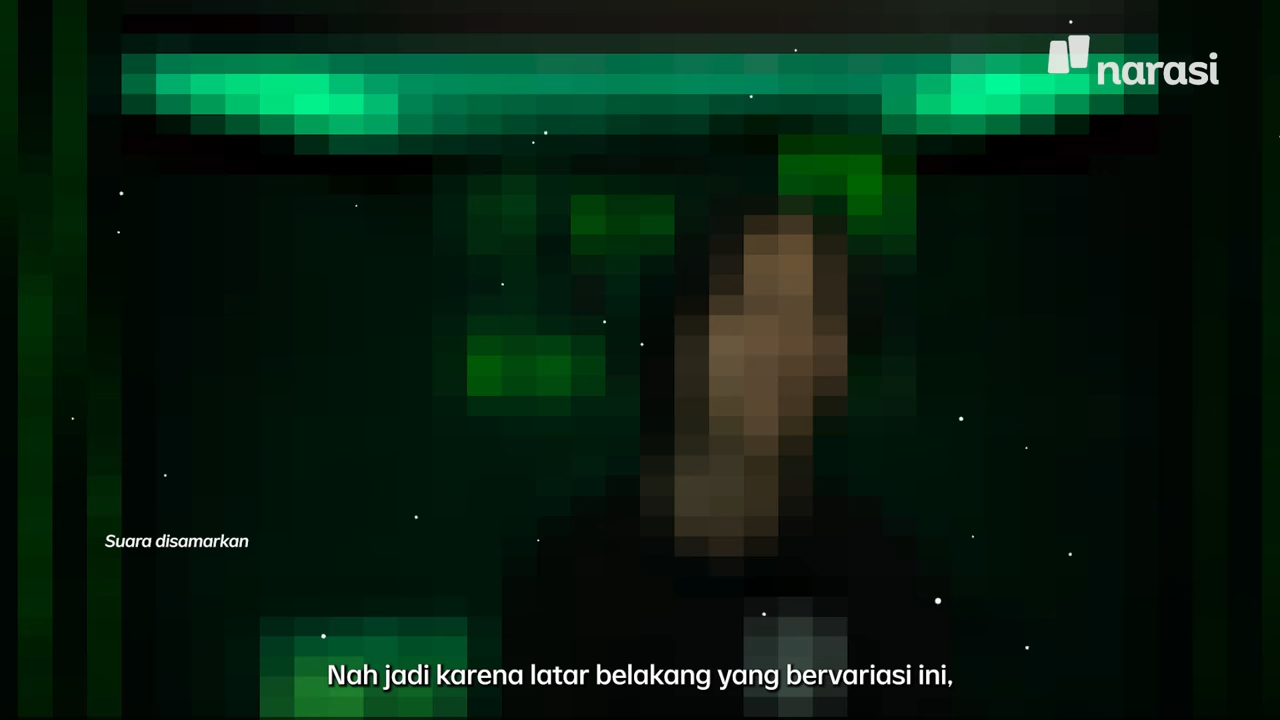 narasi
Suara disamarkan
Nah jadi karena latar belakang yang bervariasi ini,